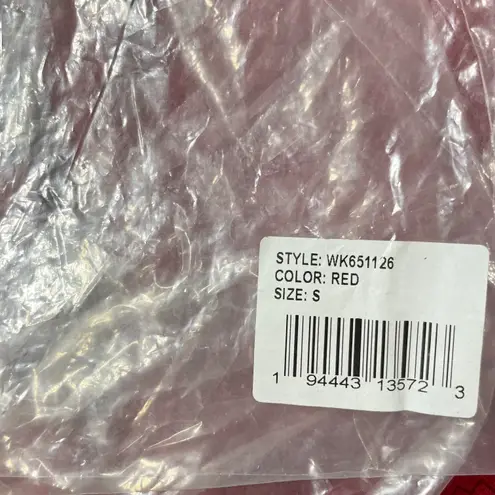 STYLE: WK651126
COLOR: RED
SIZE: S
1 94443 13572 3